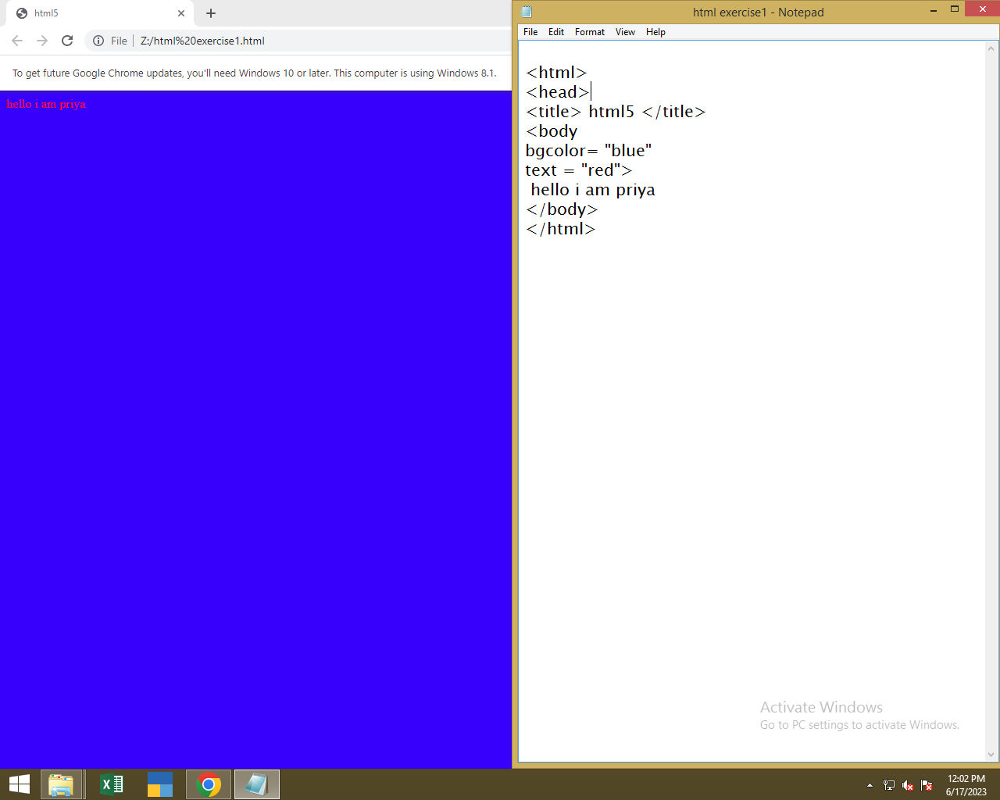 html5
File
Z:/html%20exercise1.html
To get future Google Chrome updates, you'll need Windows 10 or later. This computer is using Windows 8.1.
hello i am priya
html exercise1 - Notepad
File Edit Format View Help
<html>
<head>
<title> html5 </title>
<body
bgcolor= "blue"
text = "red">
hello i am priya
</body>
</html>
Activate Windows
Go to PC settings to activate Windows.
12:02 PM
6/17/2023